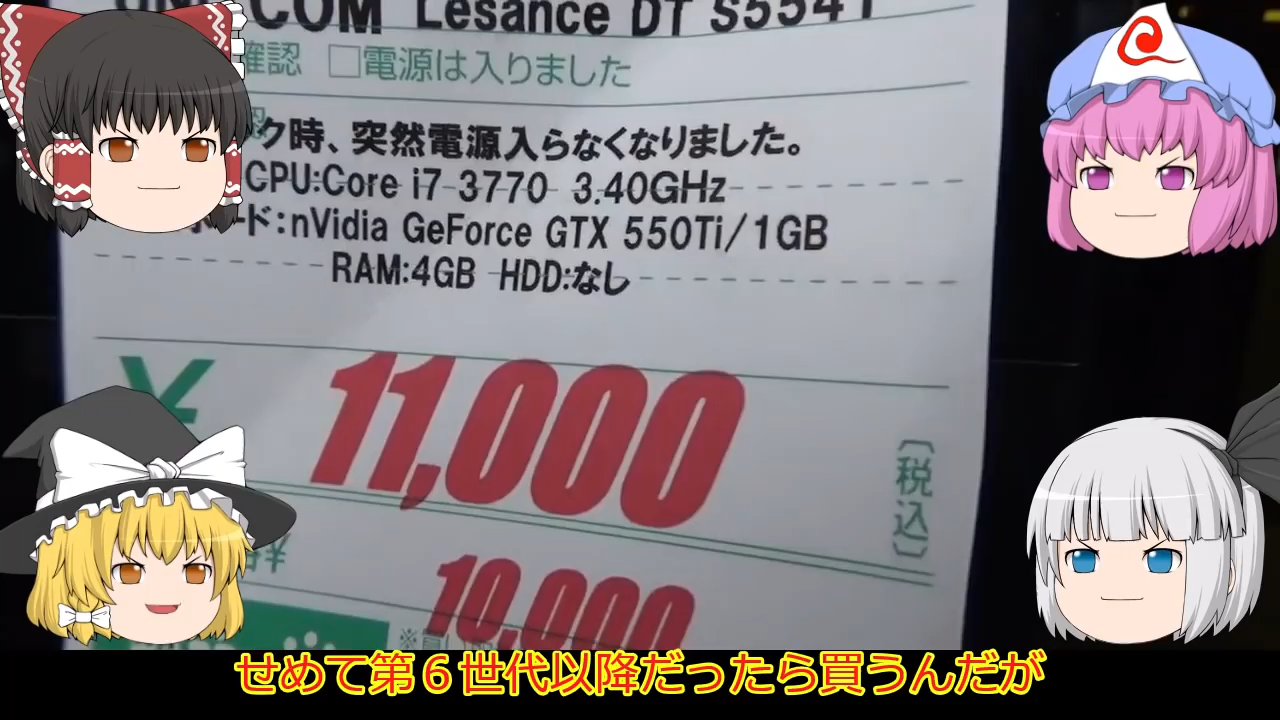 COM Lesance DT S5541
確認 □電源は入りました
ク時、突然電源入らなくなりました。
CPU:Core i7 3770 3.40GHz
ード:nVidia GeForce GTX 550Ti/1GB
RAM:4GB HDD:なし
¥ 11,000
〔税込〕
¥ 10,000
せめて第６世代以降だったら買うんだが